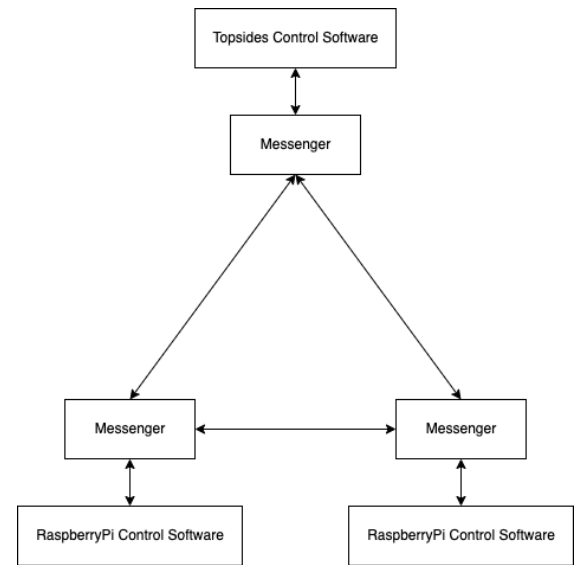 Topsides Control Software
Messenger
Messenger
Messenger
RaspberryPi Control Software
RaspberryPi Control Software